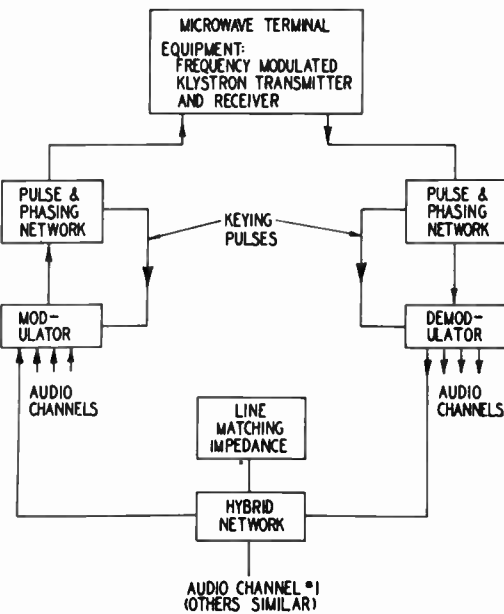 MICROWAVE TERMINAL
EQUIPMENT:
FREQUENCY MODULATED
KLYSTRON TRANSMITTER
AND RECEIVER
PULSE &
PHASING
NETWORK
KEYING
PULSES
PULSE &
PHASING
NETWORK
MOD-
ULATOR
DEMOD-
ULATOR
AUDIO
CHANNELS
AUDIO
CHANNELS
LINE
MATCHING
IMPEDANCE
HYBRID
NETWORK
AUDIO CHANNEL #1
(OTHERS SIMILAR)